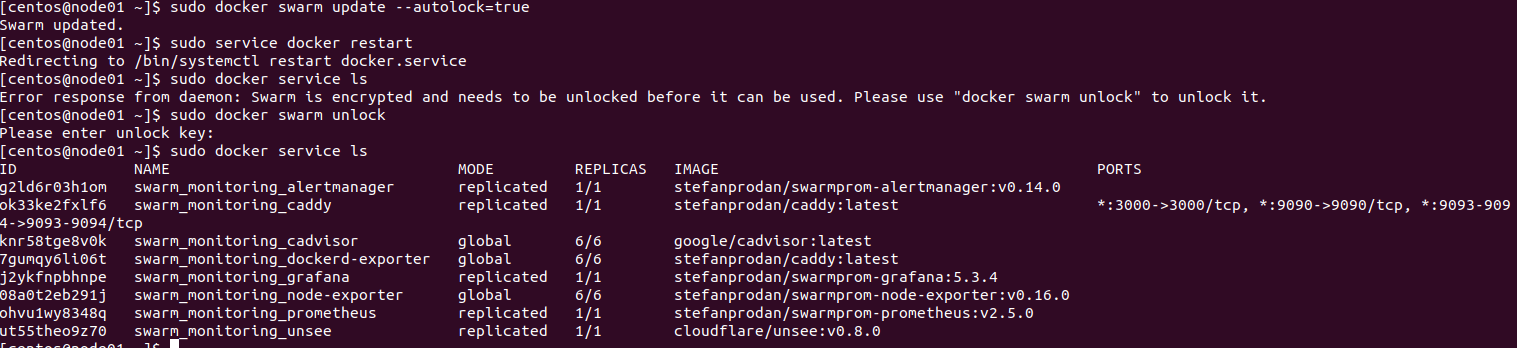 [centos@node01 ~]$ sudo docker swarm update --autolock=true
Swarm updated.
[centos@node01 ~]$ sudo service docker restart
Redirecting to /bin/systemctl restart docker.service
[centos@node01 ~]$ sudo docker service ls
Error response from daemon: Swarm is encrypted and needs to be unlocked before it can be used. Please use "docker swarm unlock" to unlock it.
[centos@node01 ~]$ sudo docker swarm unlock
Please enter unlock key:
[centos@node01 ~]$ sudo docker service ls
ID NAME MODE REPLICAS IMAGE PORTS
g2ld6r03h1om swarm_monitoring_alertmanager replicated 1/1 stefanprodan/swarmprom-alertmanager:v0.14.0
ok33ke2fxlf6 swarm_monitoring_caddy replicated 1/1 stefanprodan/caddy:latest *:3000->3000/tcp, *:9090->9090/tcp, *:9093-909
4->9093-9094/tcp
knr58tge8v0k swarm_monitoring_cadvisor global 6/6 google/cadvisor:latest
7gumqy6li06t swarm_monitoring_dockerd-exporter global 6/6 stefanprodan/caddy:latest
j2ykfnpbhnpe swarm_monitoring_grafana replicated 1/1 stefanprodan/swarmprom-grafana:5.3.4
08a0t2eb291j swarm_monitoring_node-exporter global 6/6 stefanprodan/swarmprom-node-exporter:v0.16.0
ohvu1wy8348q swarm_monitoring_prometheus replicated 1/1 stefanprodan/swarmprom-prometheus:v2.5.0
ut55theo9z70 swarm_monitoring_unsee replicated 1/1 cloudflare/unsee:v0.8.0
[centos@node01 ~]$